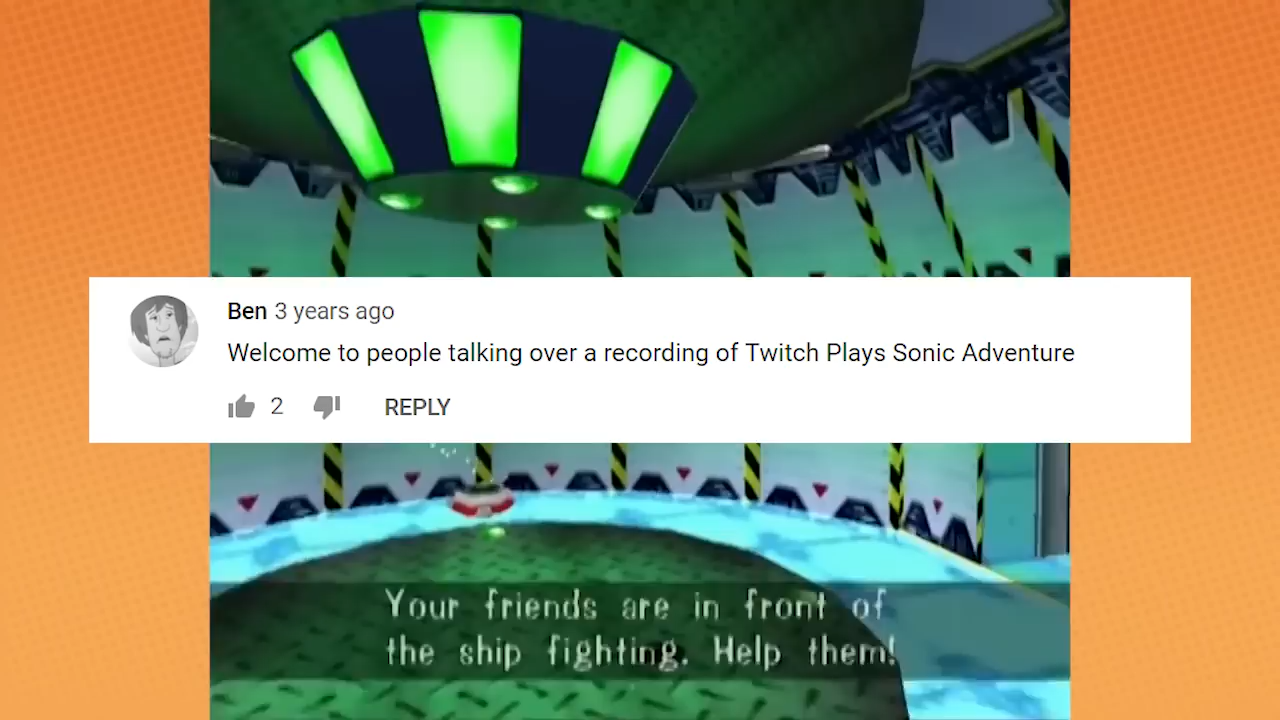 Ben 3 years ago
Welcome to people talking over a recording of Twitch Plays Sonic Adventure
2 REPLY
Your friends are in front of
the ship fighting. Help them!